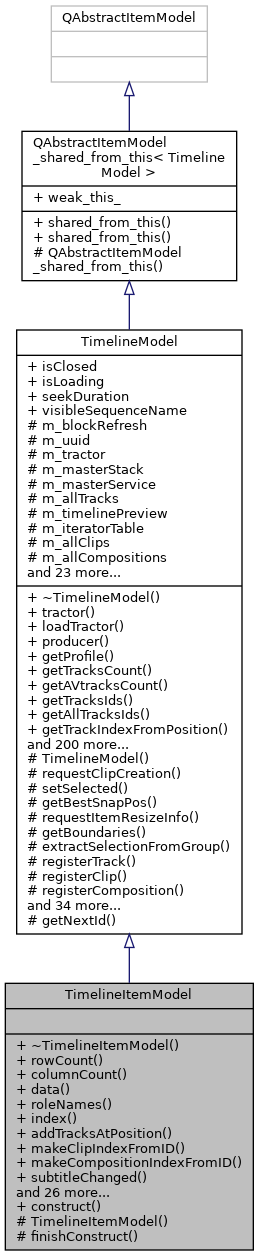 QAbstractItemModel
QAbstractItemModel
_shared_from_this< Timeline
Model >
+ weak_this_
+ shared_from_this()
+ shared_from_this()
# QAbstractItemModel
_shared_from_this()
TimelineModel
+ isClosed
+ isLoading
+ seekDuration
+ visibleSequenceName
# m_blockRefresh
# m_uuid
# m_tractor
# m_masterStack
# m_masterService
# m_allTracks
# m_timelinePreview
# m_iteratorTable
# m_allClips
# m_allCompositions
and 23 more...
+ ~TimelineModel()
+ tractor()
+ loadTractor()
+ producer()
+ getProfile()
+ getTracksCount()
+ getAVtracksCount()
+ getTracksIds()
+ getAllTracksIds()
+ getTrackIndexFromPosition()
and 200 more...
# TimelineModel()
# requestClipCreation()
# setSelected()
# getBestSnapPos()
# requestItemResizeInfo()
# getBoundaries()
# extractSelectionFromGroup()
# registerTrack()
# registerClip()
# registerComposition()
and 34 more...
# getNextId()
TimelineItemModel
+ ~TimelineItemModel()
+ rowCount()
+ columnCount()
+ data()
+ roleNames()
+ index()
+ addTracksAtPosition()
+ makeClipIndexFromID()
+ makeCompositionIndexFromID()
+ subtitleChanged()
and 26 more...
+ construct()
# TimelineItemModel()
# finishConstruct()